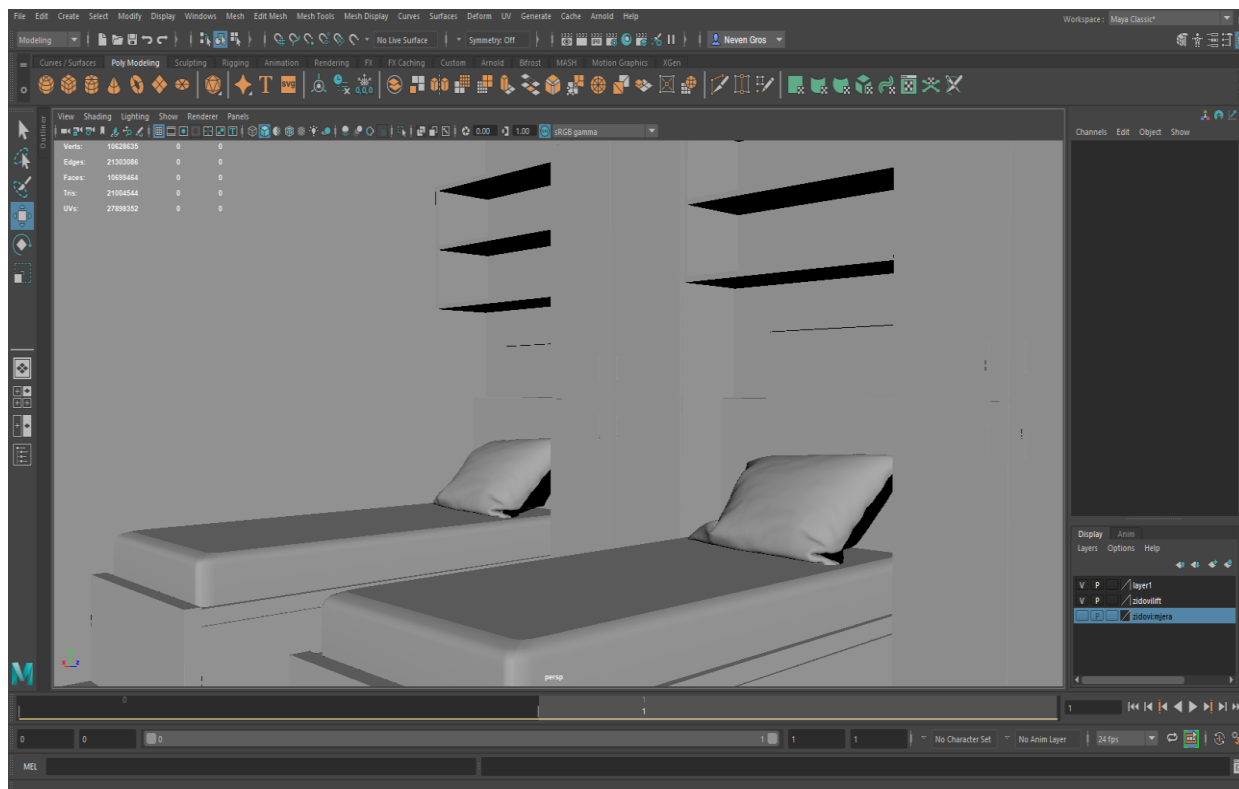 File Edit Create Select Modify Display Windows Mesh Edit Mesh Mesh Tools Mesh Display Curves Surfaces Deform UV Generate Cache Arnold Help
Workspace: Maya Classic*
Modeling
No Live Surface
Symmetry: Off
Neven Gros
Curves / Surfaces Poly Modeling Sculpting Rigging Animation Rendering FX FX Caching Custom Arnold Bifrost MASH Motion Graphics XGen
T SVG 0,0,0
Outliner
View Shading Lighting Show Renderer Panels
0.00 1.00 sRGB gamma
Channels Edit Object Show
Verts: 10628635 0 0
Edges: 21303086 0 0
Faces: 10699464 0 0
Tris: 21004544 0 0
UVs: 27898352 0 0
Display Anim
Layers Options Help
V P layer1
V P zidovilift
P zidovi:mjera
x z
persp
M
0 1
1
1
0 0 0 1 1 1 No Character Set No Anim Layer 24 fps
MEL